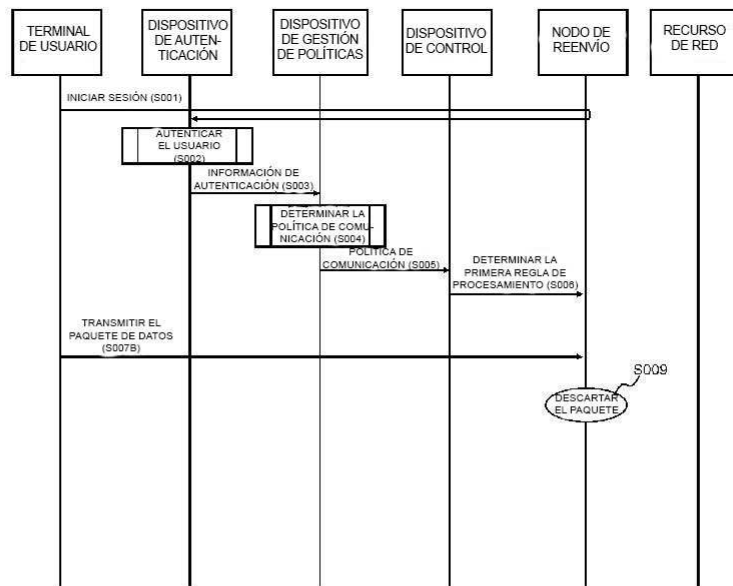 TERMINAL
DE USUARIO
DISPOSITIVO
DE AUTEN-
TICACIÓN
DISPOSITIVO
DE GESTIÓN
DE POLÍTICAS
DISPOSITIVO
DE CONTROL
NODO DE
REENVÍO
RECURSO
DE RED
INICIAR SESIÓN (S001)
AUTENTICAR
EL USUARIO
(S002)
INFORMACIÓN DE
AUTENTICACIÓN (S003)
DETERMINAR LA
POLÍTICA DE COMU-
NICACIÓN (S004)
POLÍTICA DE
COMUNICACIÓN (S005)
DETERMINAR LA
PRIMERA REGLA DE
PROCESAMIENTO (S006)
TRANSMITIR EL
PAQUETE DE DATOS
(S007B)
S009
DESCARTAR
EL PAQUETE